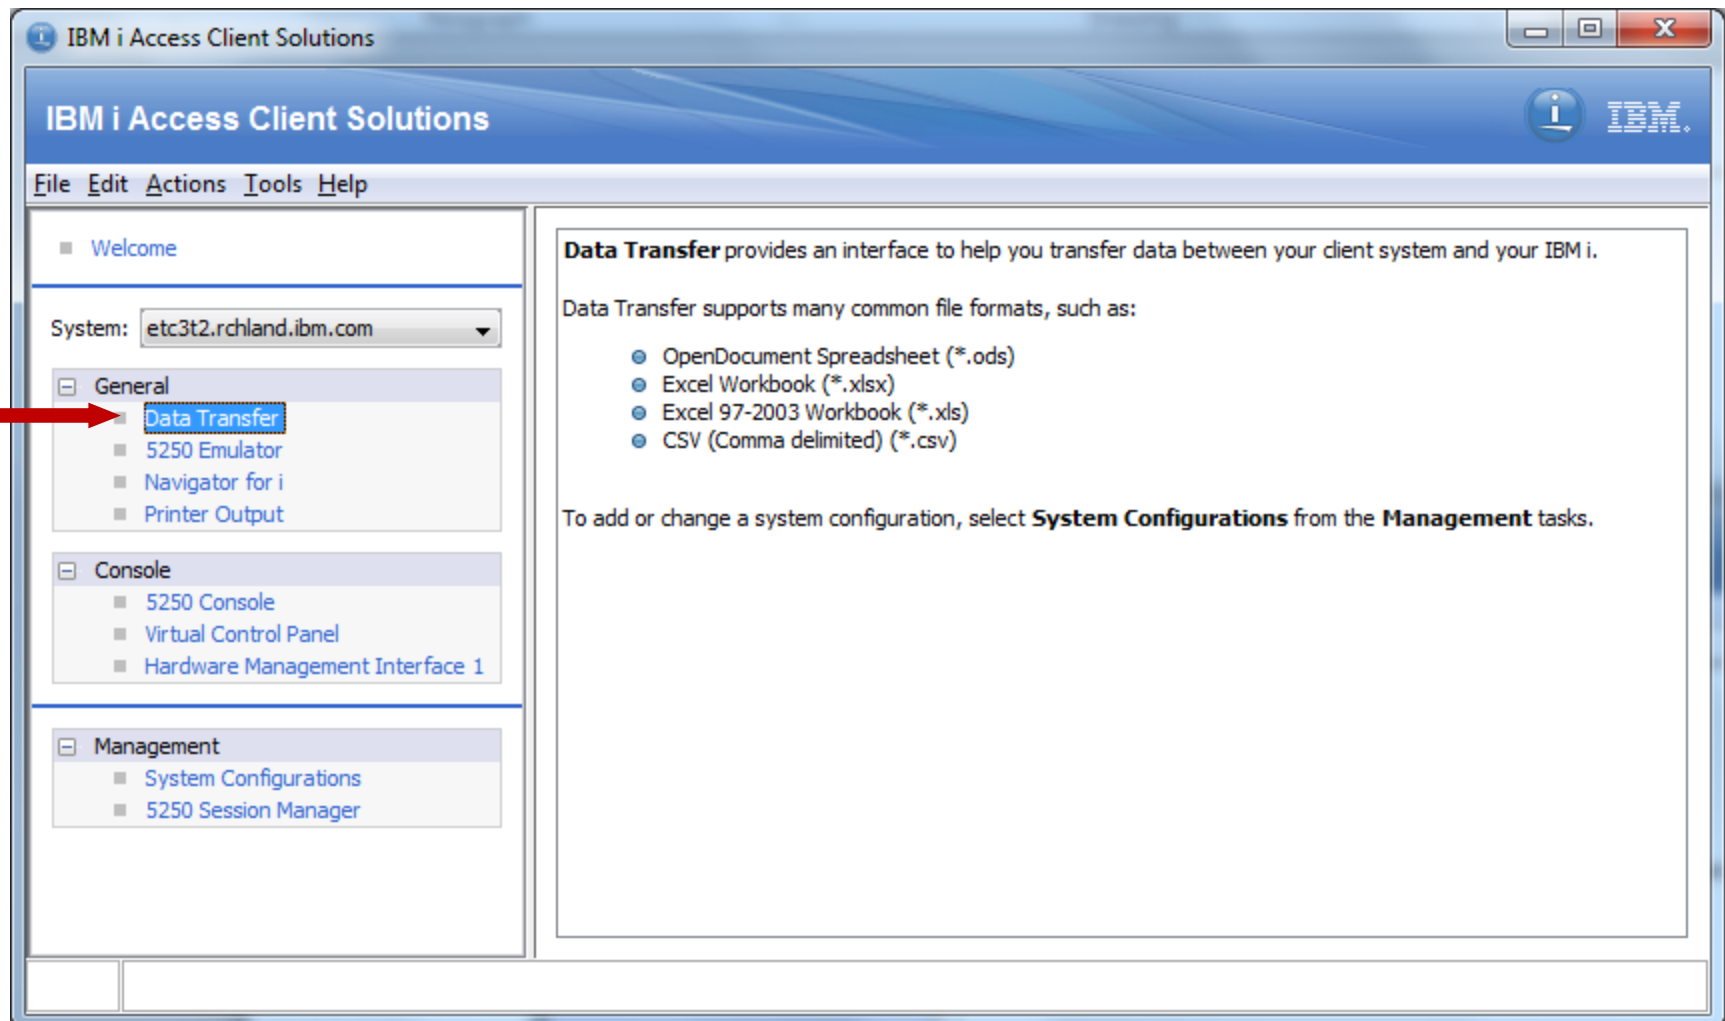 IBM i Access Client Solutions
IBM i Access Client Solutions
IBM.
File Edit Actions Tools Help
Welcome
System: etc3t2.rchland.ibm.com
General
Data Transfer
5250 Emulator
Navigator for i
Printer Output
Console
5250 Console
Virtual Control Panel
Hardware Management Interface 1
Management
System Configurations
5250 Session Manager
Data Transfer provides an interface to help you transfer data between your client system and your IBM i.
Data Transfer supports many common file formats, such as:
OpenDocument Spreadsheet (*.ods)
Excel Workbook (*.xlsx)
Excel 97-2003 Workbook (*.xls)
CSV (Comma delimited) (*.csv)
To add or change a system configuration, select System Configurations from the Management tasks.